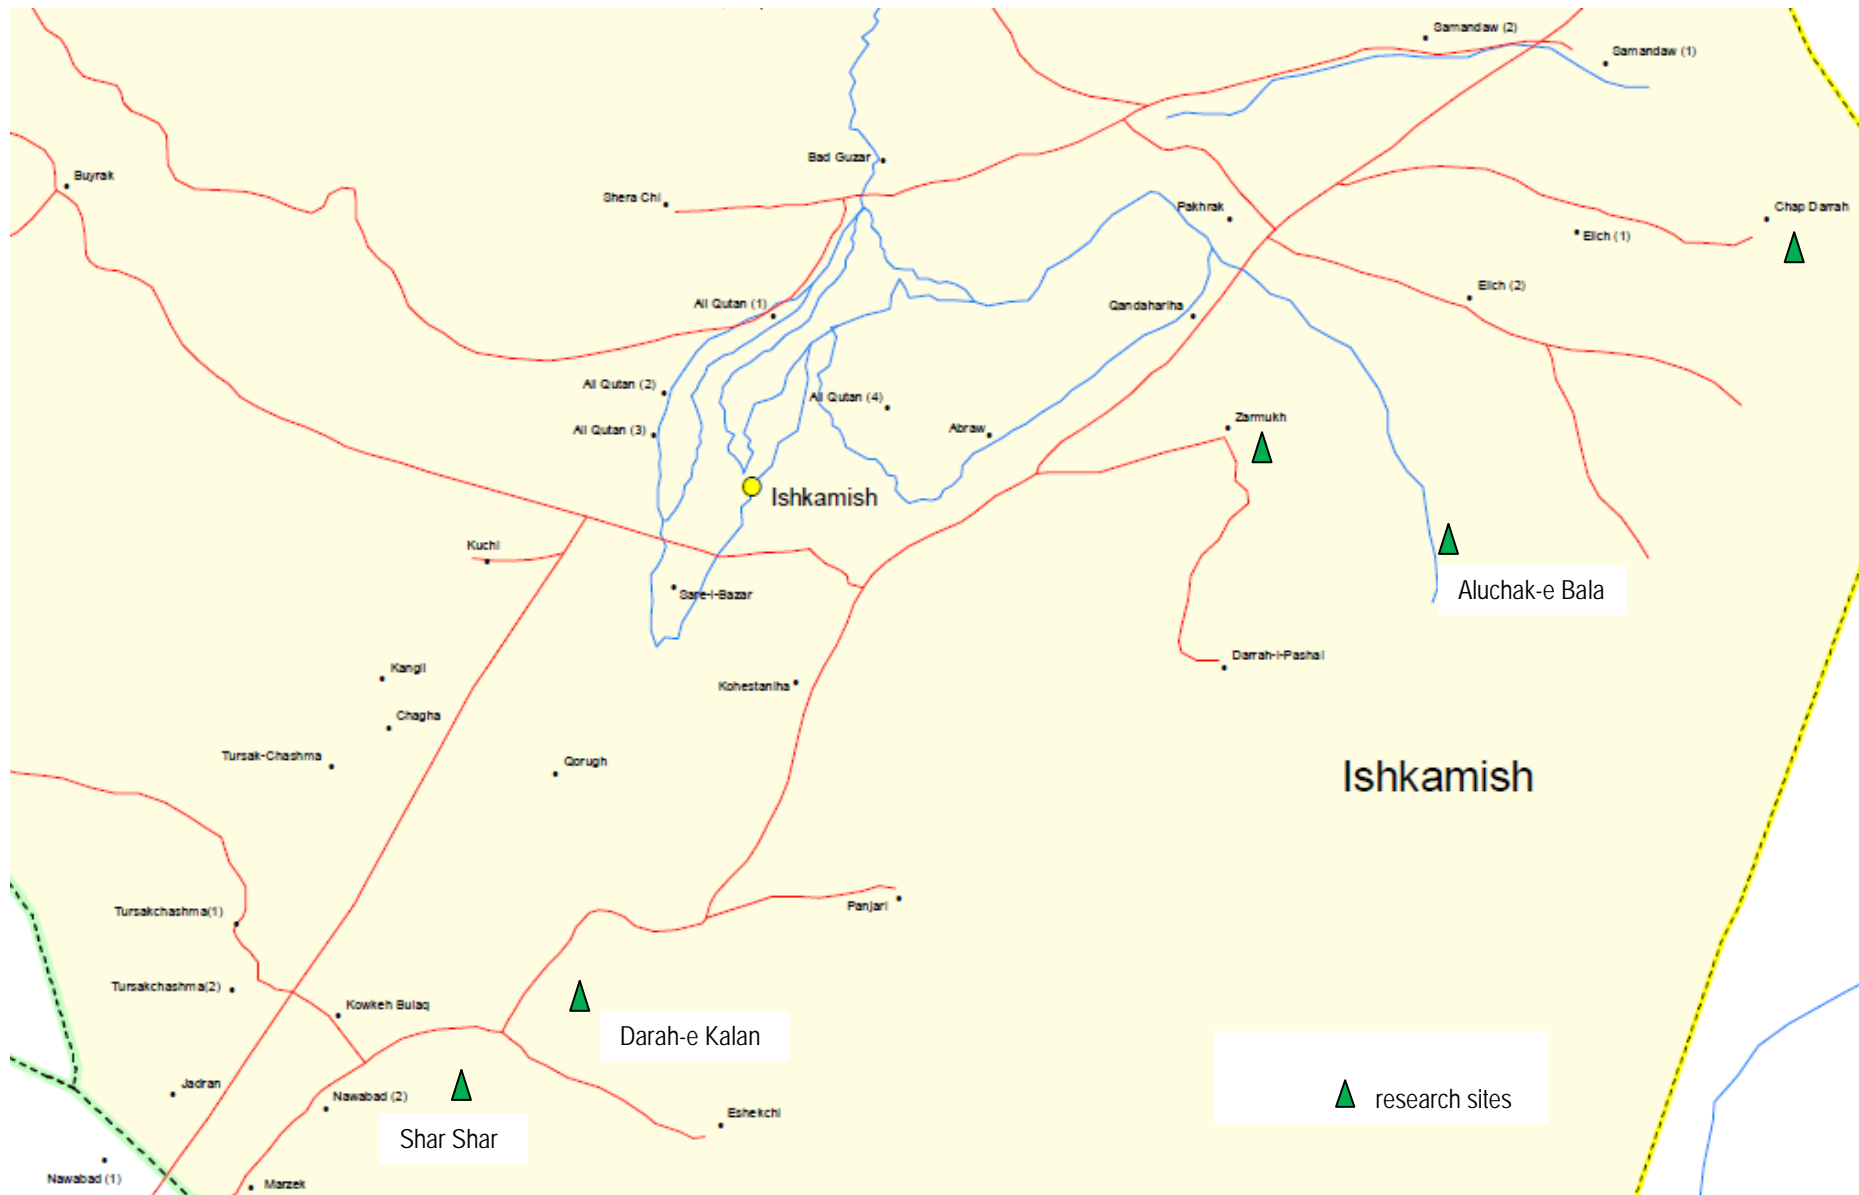 Samandaw (2)
Samandaw (1)
Bad Guzar
Buyrak
Shera Chi
Pakhrak
Chap Darrah
Elich (1)
Elich (2)
Ali Qutan (1)
Qandahariha
Ali Qutan (2)
Ali Qutan (4)
Zarmukh
Ali Qutan (3)
Abraw
Ishkamish
Kuchi
Sare-i-Bazar
Aluchak-e Bala
Darrah-i-Pashai
Kangli
Kohestaniha
Chagha
Tursak-Chashma
Qorugh
Ishkamish
Panjari
Tursakchashma(1)
Tursakchashma(2)
Kowkeh Bulaq
Darah-e Kalan
Jadran
Nawabad (2)
research sites
Eshekchi
Shar Shar
Nawabad (1)
Marzek